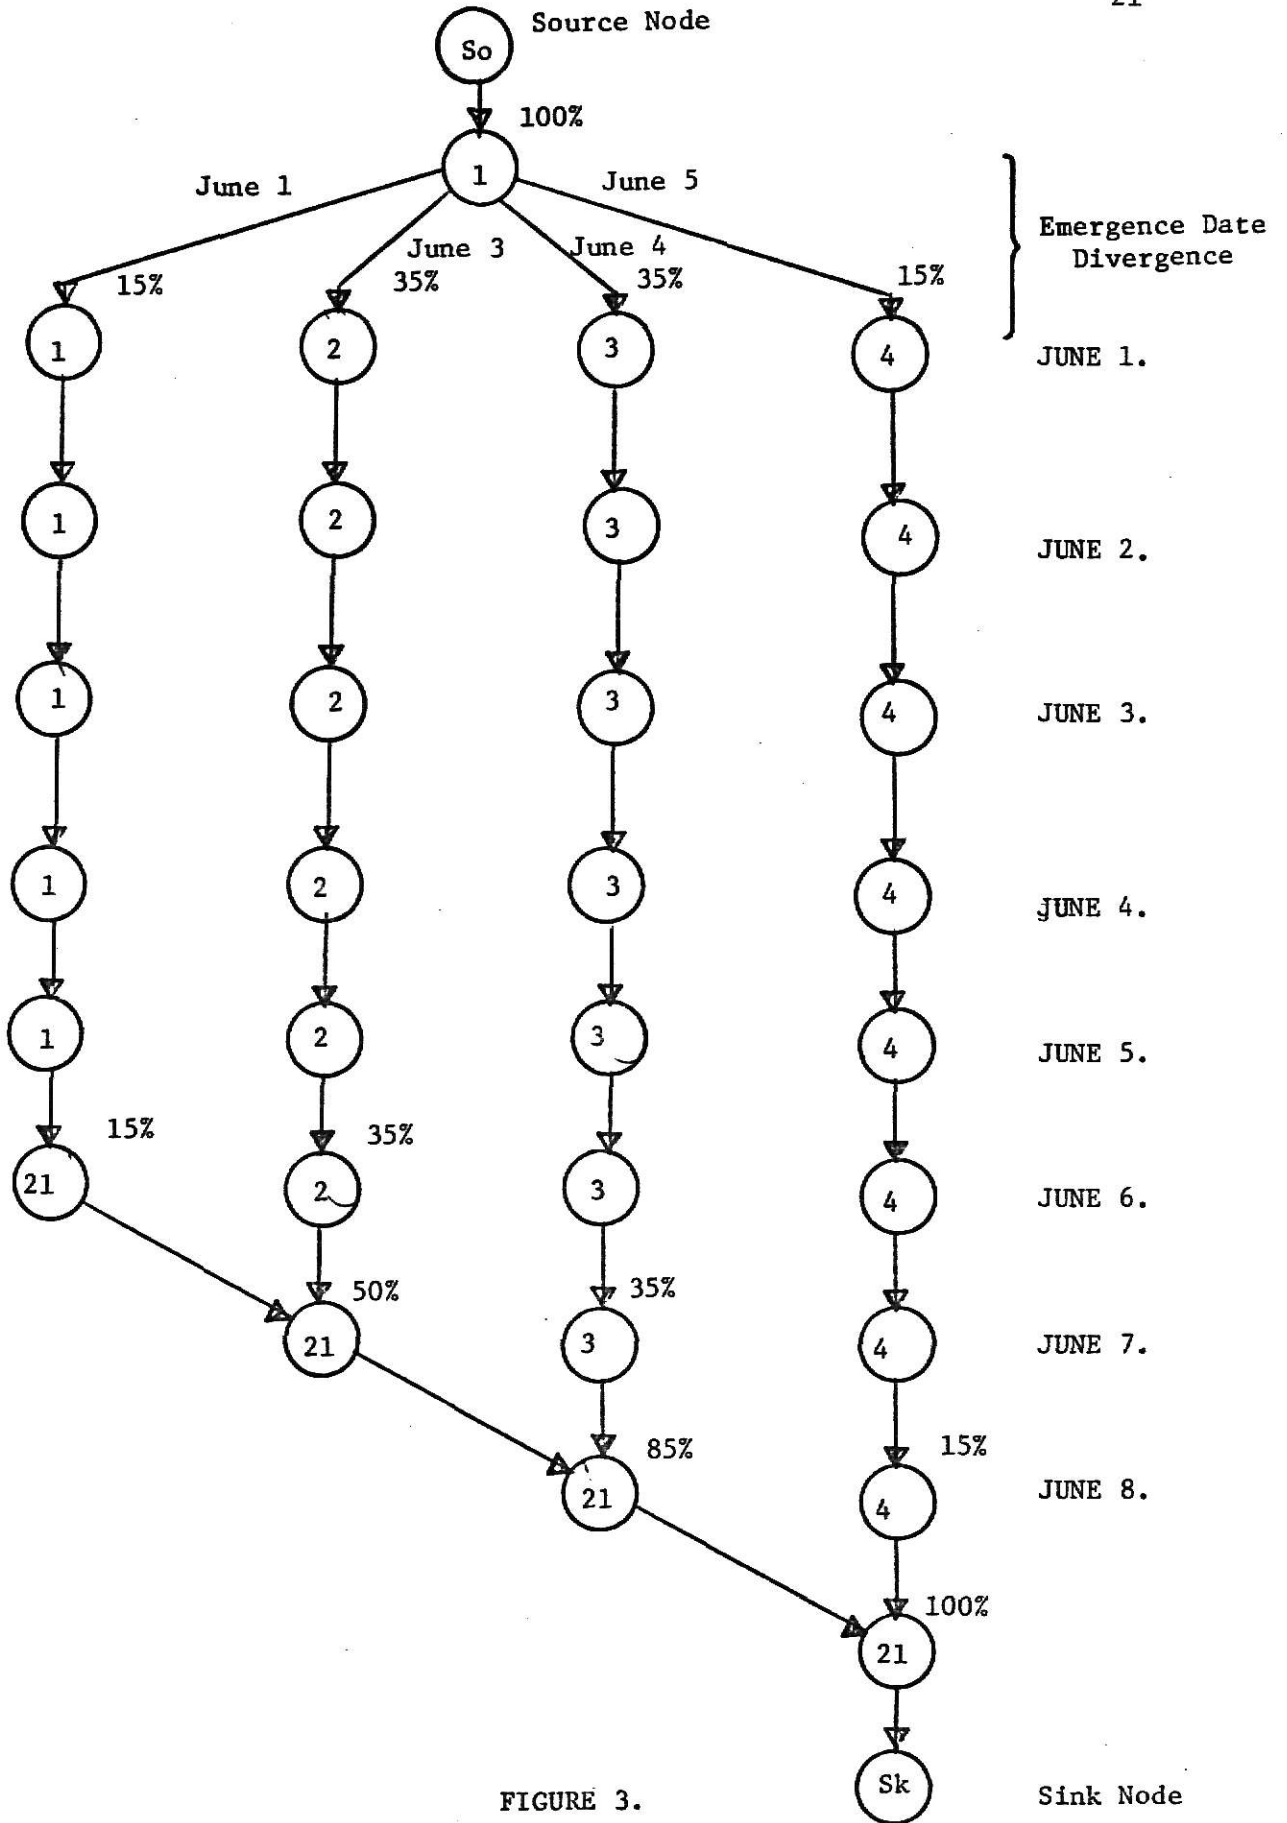 21
Source Node
So
100%
1
June 1
June 5
June 3
June 4
Emergence Date
Divergence
15%
35%
35%
15%
1
2
3
4
JUNE 1.
1
2
3
4
JUNE 2.
1
2
3
4
JUNE 3.
1
2
3
4
JUNE 4.
1
2
3
4
JUNE 5.
15%
35%
21
2
3
4
JUNE 6.
50%
35%
21
3
4
JUNE 7.
85%
15%
21
4
JUNE 8.
100%
21
Sk
Sink Node
FIGURE 3.